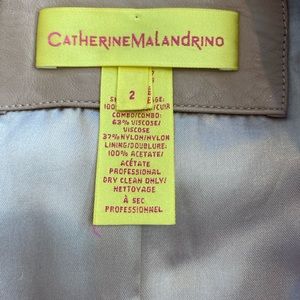 CATHERINEMALANDRINO
2
COMBO/COMBO:
63% VISCOSE/
VISCOSE
37%NYLON/NYLON
LINING/DOUBLURE:
100% ACETATE/
ACÉTATE
PROFESSIONAL
DRY CLEAN ONLY/
NETTOYAGE
À SEC
PROFESSIONNEL